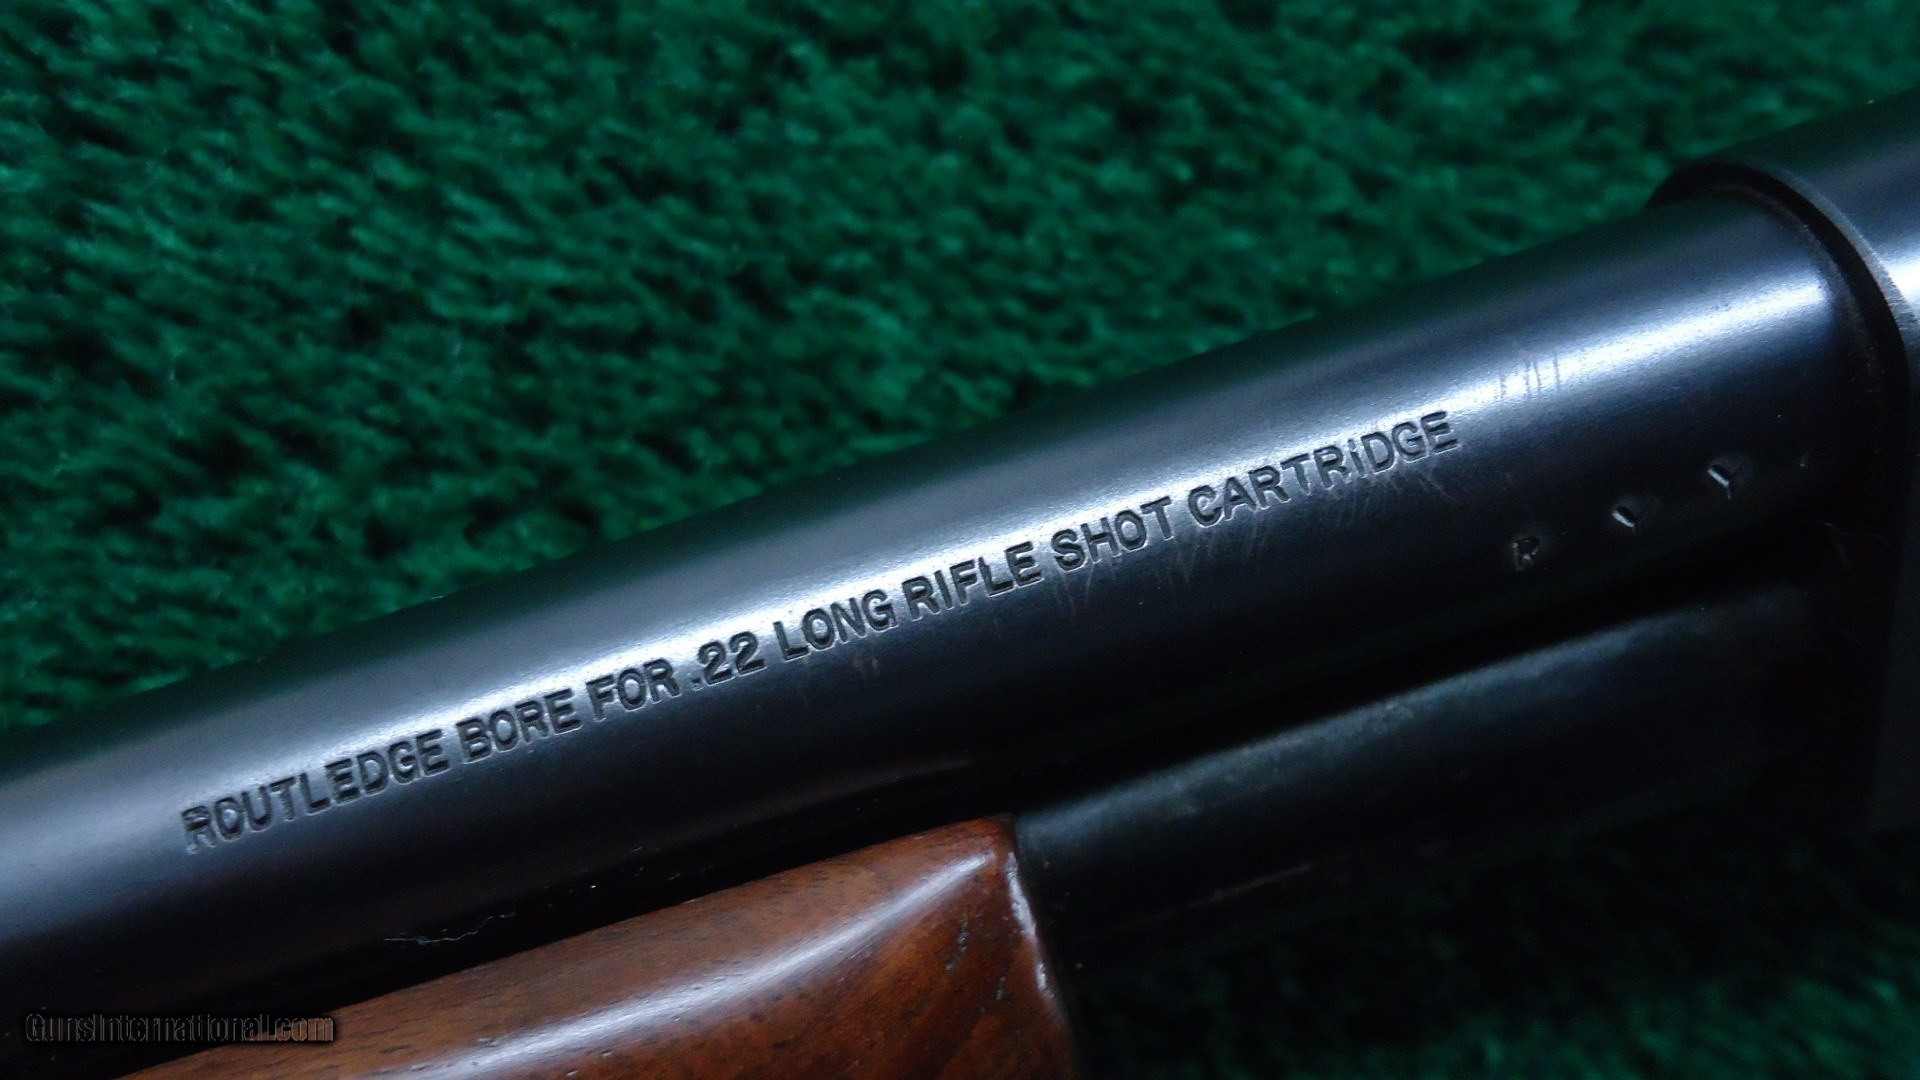 ROUTLEDGE BORE FOR .22 LONG RIFLE SHOT CARTRIDGE
R
GunsInternational.com